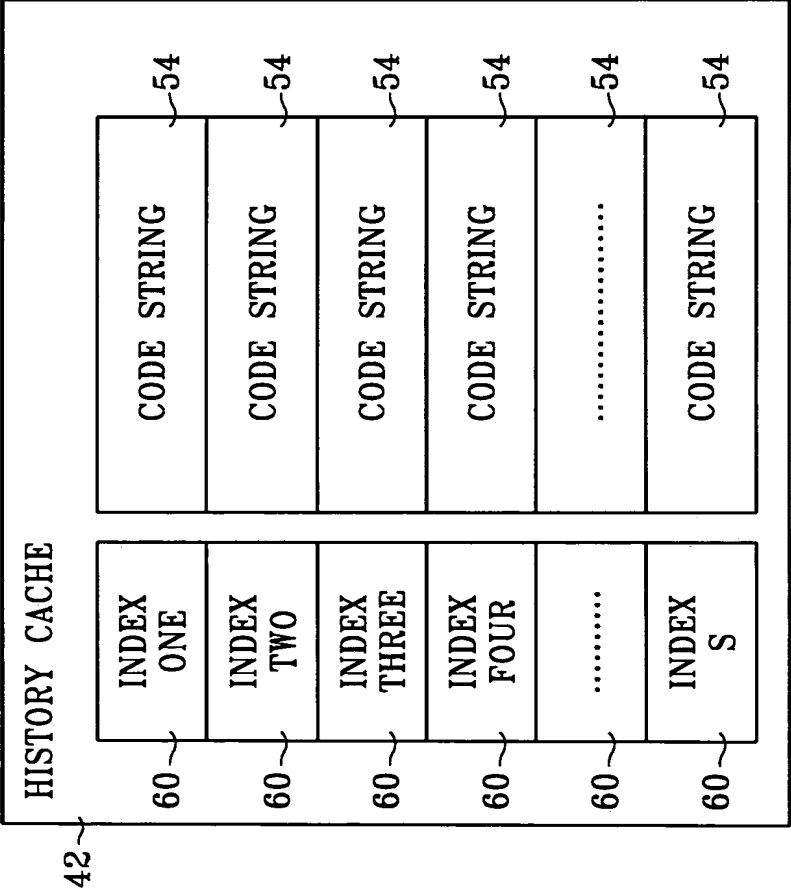 42
HISTORY CACHE
60
INDEX
ONE
CODE STRING
54
60
INDEX
TWO
CODE STRING
54
60
INDEX
THREE
CODE STRING
54
60
INDEX
FOUR
CODE STRING
54
60
..........
....................
54
60
INDEX
S
CODE STRING
54